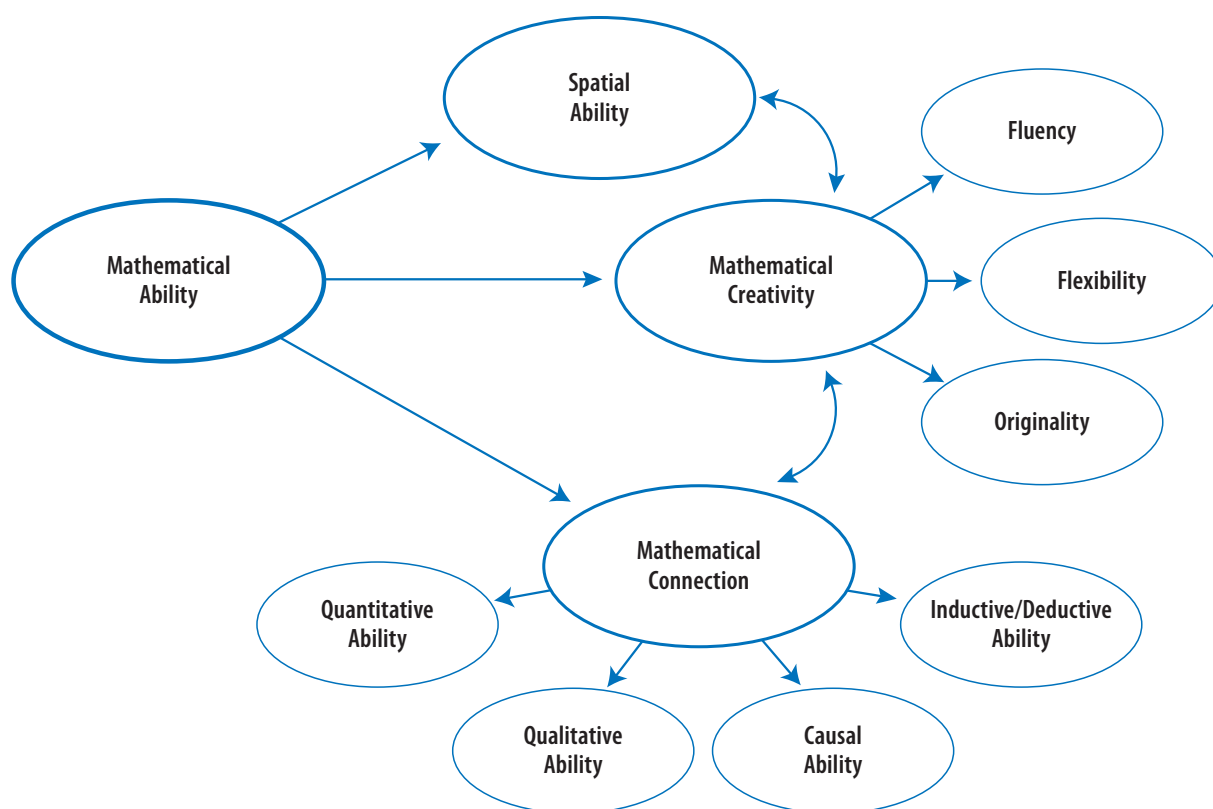 Spatial
Ability
Fluency
Mathematical
Ability
Mathematical
Creativity
Flexibility
Originality
Mathematical
Connection
Quantitative
Ability
Inductive/Deductive
Ability
Qualitative
Ability
Causal
Ability